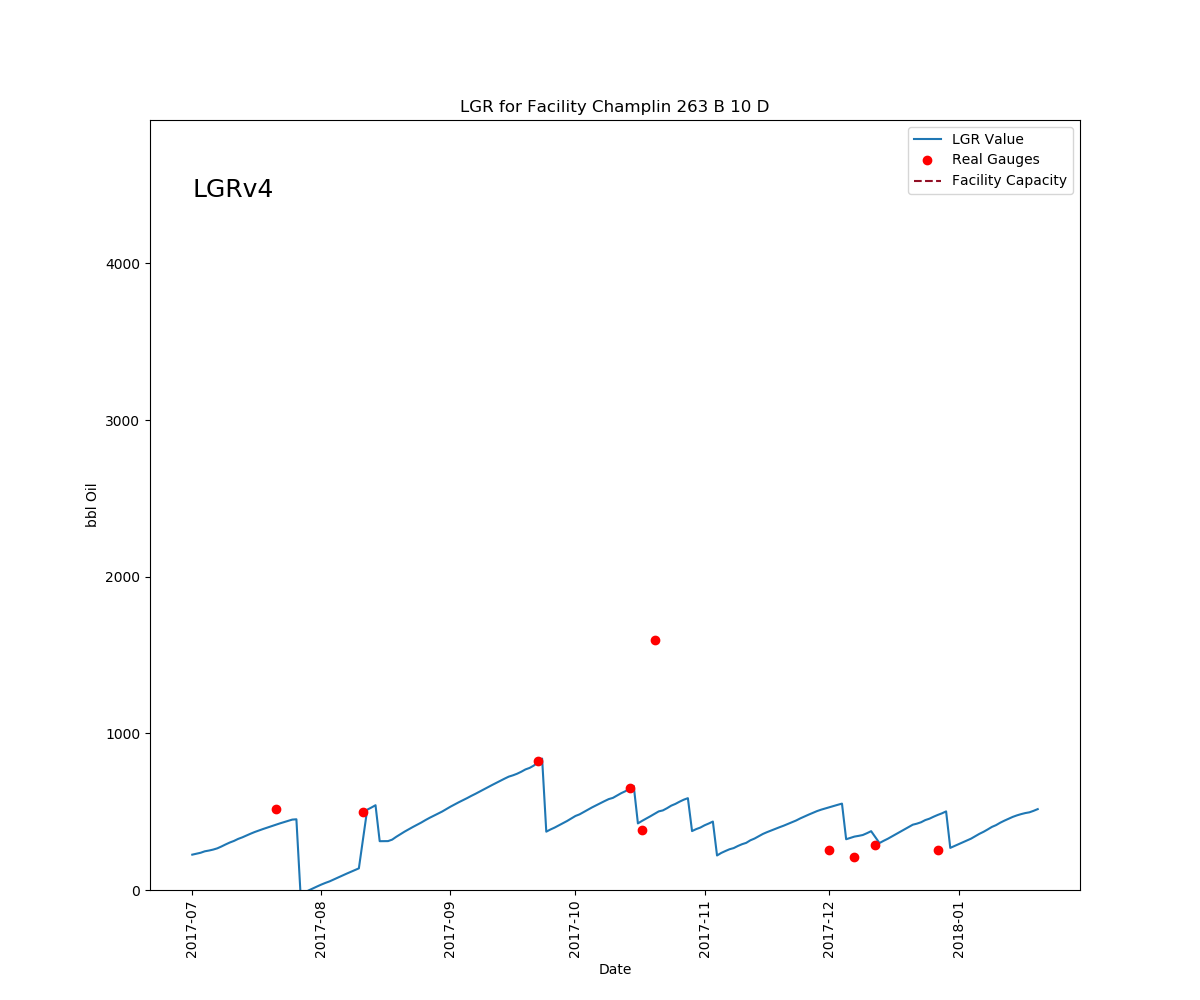 LGR for Facility Champlin 263 B 10 D
LGR Value
Real Gauges
Facility Capacity
LGRv4
4000
3000
2000
1000
0
bbl Oil
2017-07
2017-08
2017-09
2017-10
2017-11
2017-12
2018-01
Date